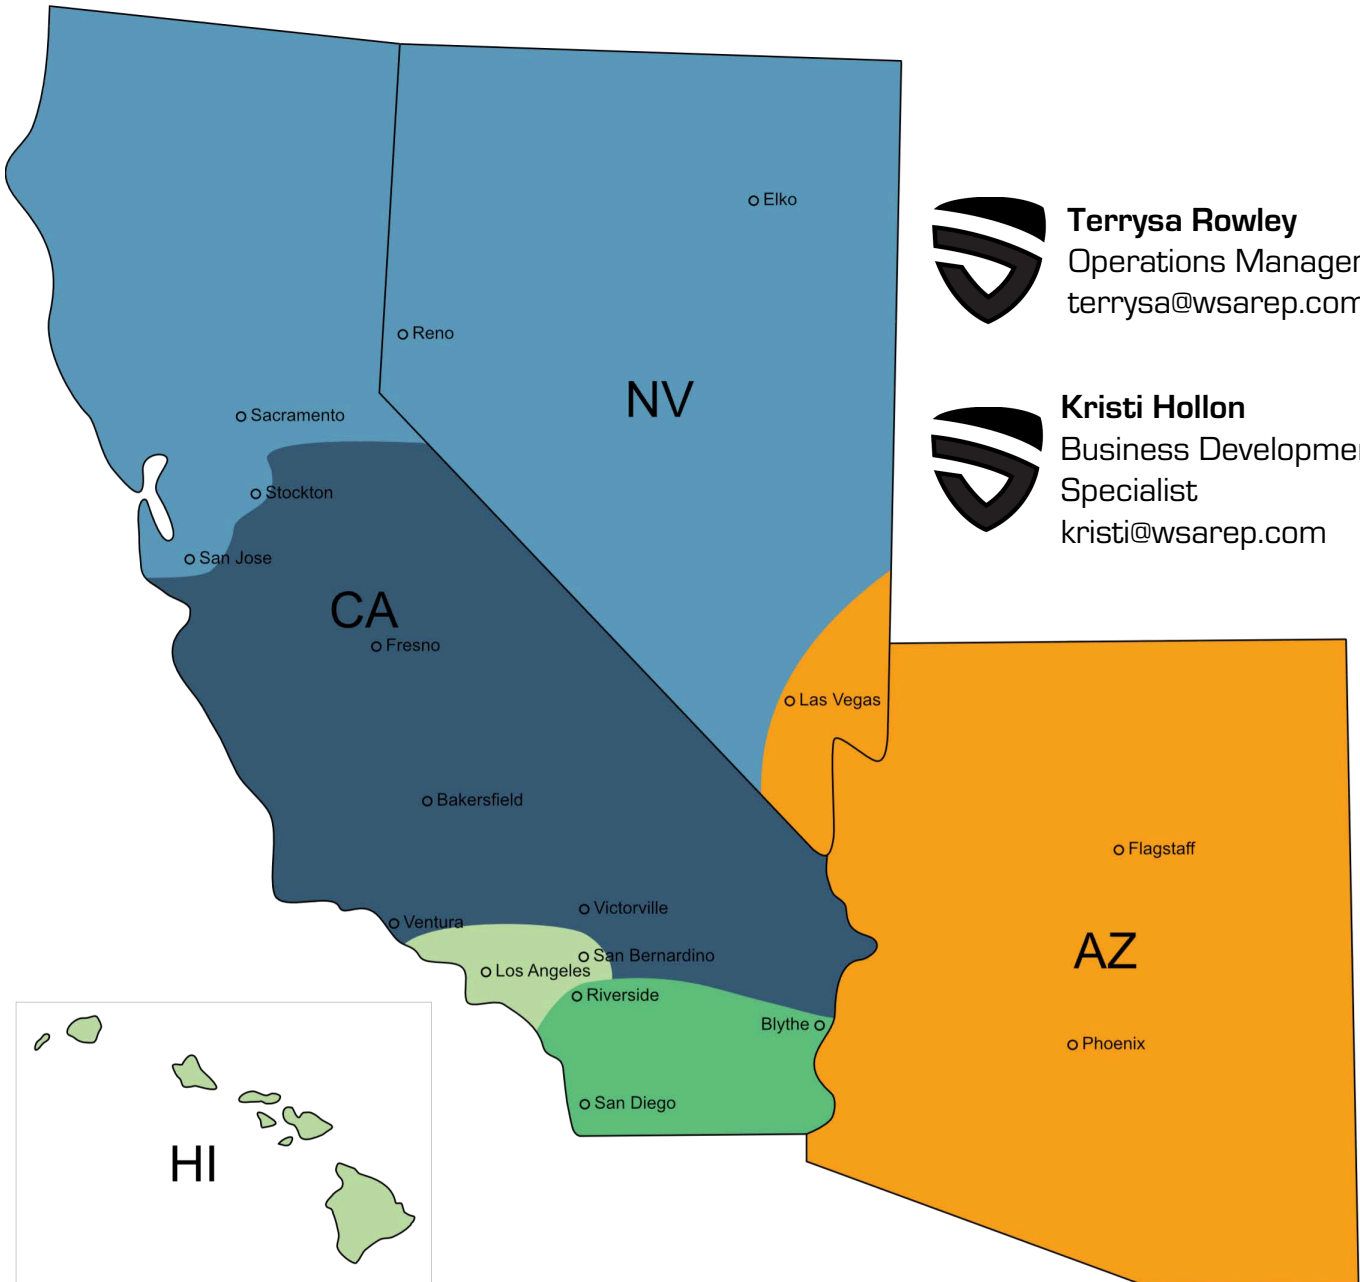 Elko
Terrysa Rowley
Operations Manager
terrysa@wsarep.com
Reno
NV
Sacramento
Kristi Hollon
Business Developmen
Specialist
kristi@wsarep.com
Stockton
San Jose
CA
Fresno
Las Vegas
Bakersfield
Flagstaff
Victorville
Ventura
AZ
San Bernardino
Los Angeles
Riverside
Blythe
Phoenix
San Diego
HI